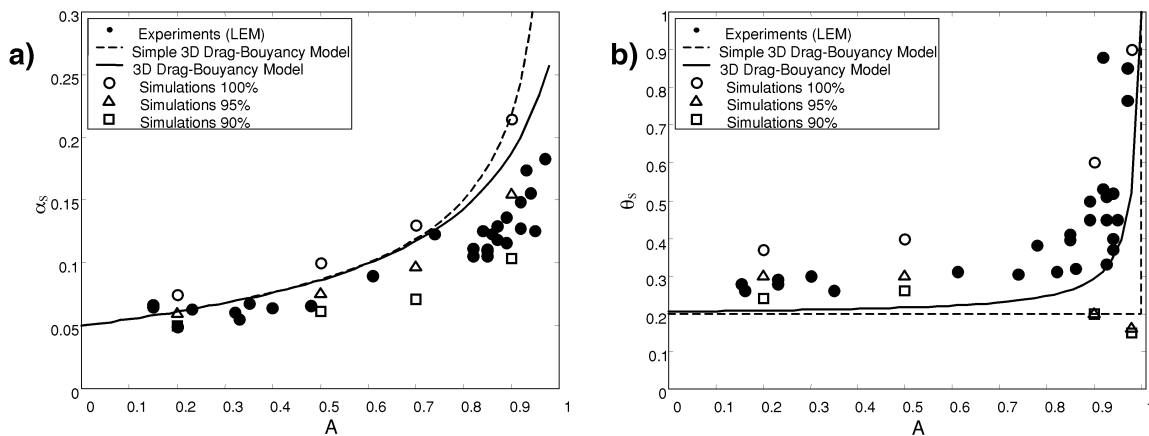 a)
0.3
0.25
0.2
0.15
0.1
0.05
0
αS
Experiments (LEM)
Simple 3D Drag-Bouyancy Model
3D Drag-Bouyancy Model
Simulations 100%
Simulations 95%
Simulations 90%
0 0.1 0.2 0.3 0.4 0.5 0.6 0.7 0.8 0.9 1
A
b)
1
0.9
0.8
0.7
0.6
0.5
0.4
0.3
0.2
0.1
0
θS
Experiments (LEM)
Simple 3D Drag-Bouyancy Model
3D Drag-Bouyancy Model
Simulations 100%
Simulations 95%
Simulations 90%
0 0.1 0.2 0.3 0.4 0.5 0.6 0.7 0.8 0.9 1
A